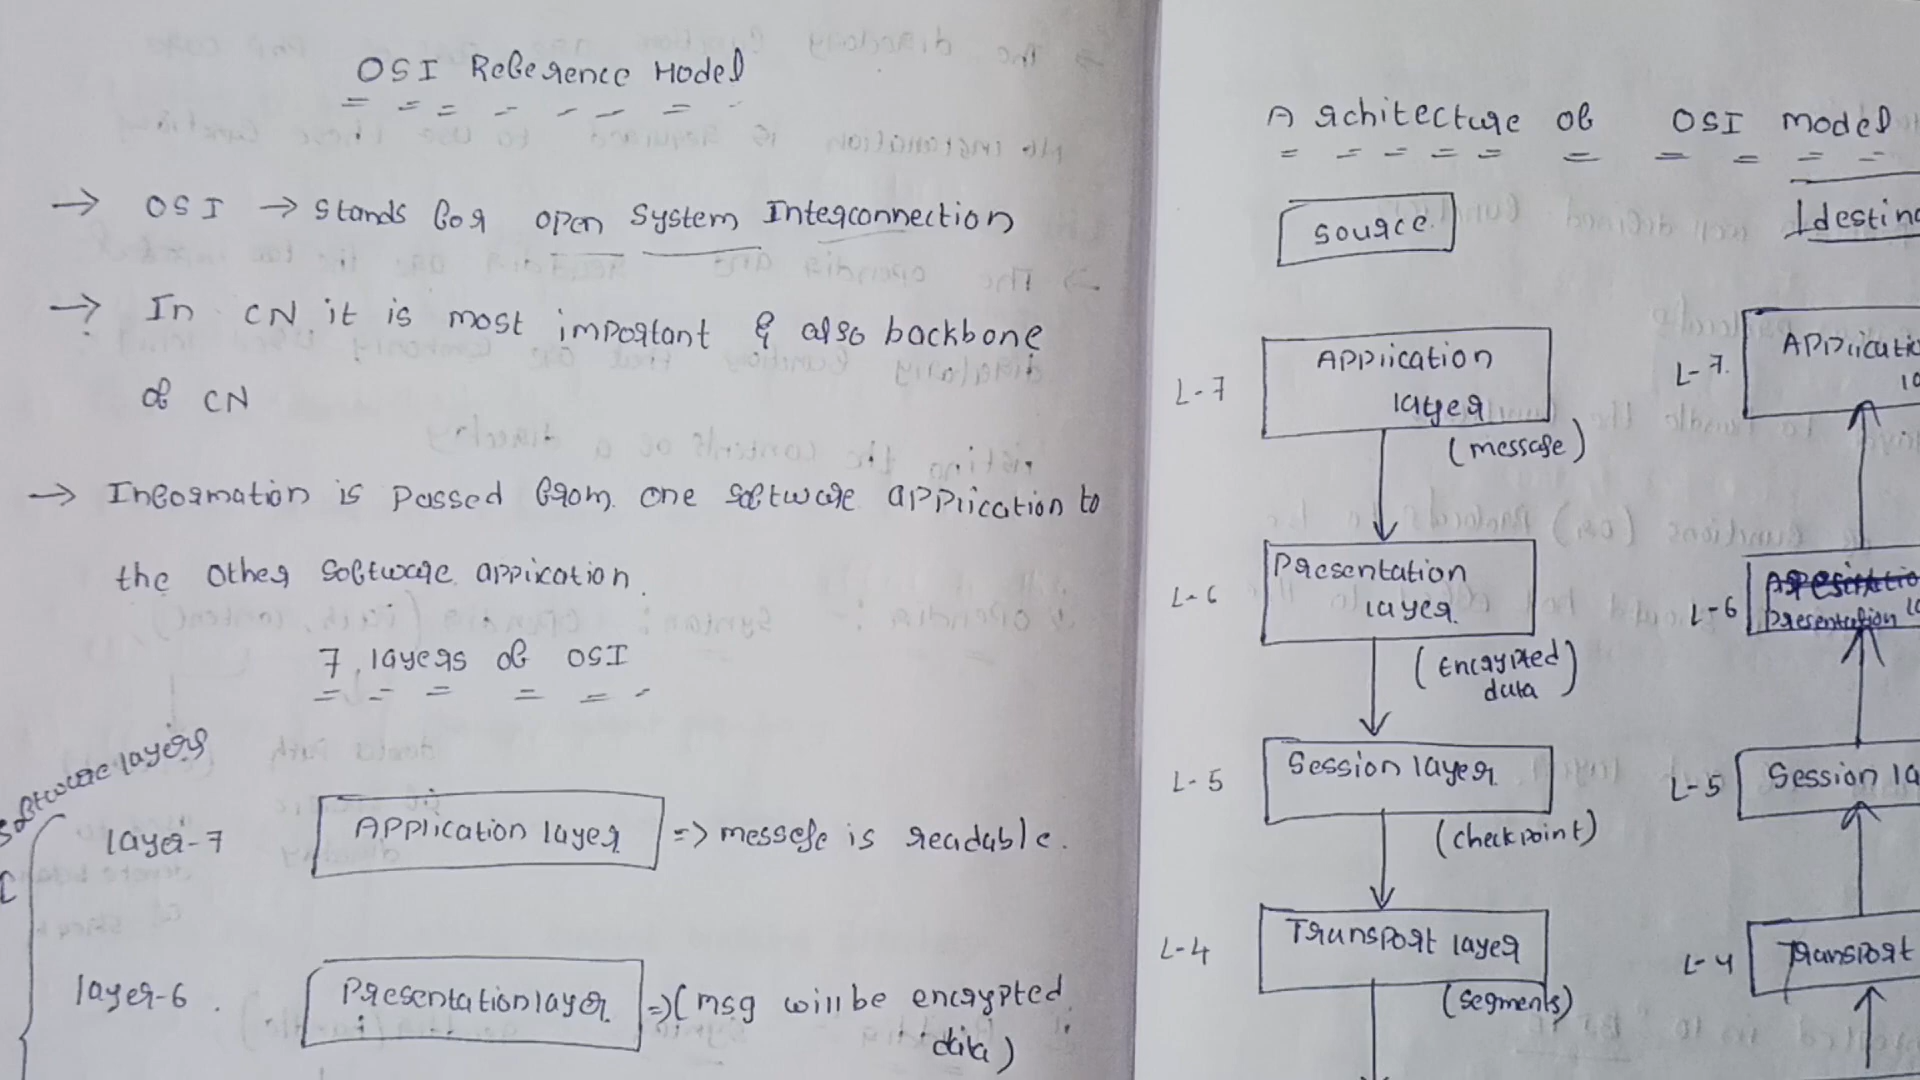 OSI Reference Model
→ OSI → stands for open system Interconnection
→ In CN it is most important & also backbone
of CN
→ Information is passed from one software application to
the other software appixation.
7 layers of OSI
Software layers
layer-7 Application layer => messege is readable.
layer-6 Presentation layer => (msg will be encrypted
data)
Architecture of OSI model
source
L-7 Application
layer
(message)
L-6 Presentation
layer
(Encrypted
data
)
L-5 Session layer
(checkpoint)
L-4 Transport layer
(segments)
L-7
L-6
Presentation
L-5 Session
L-4 Transport